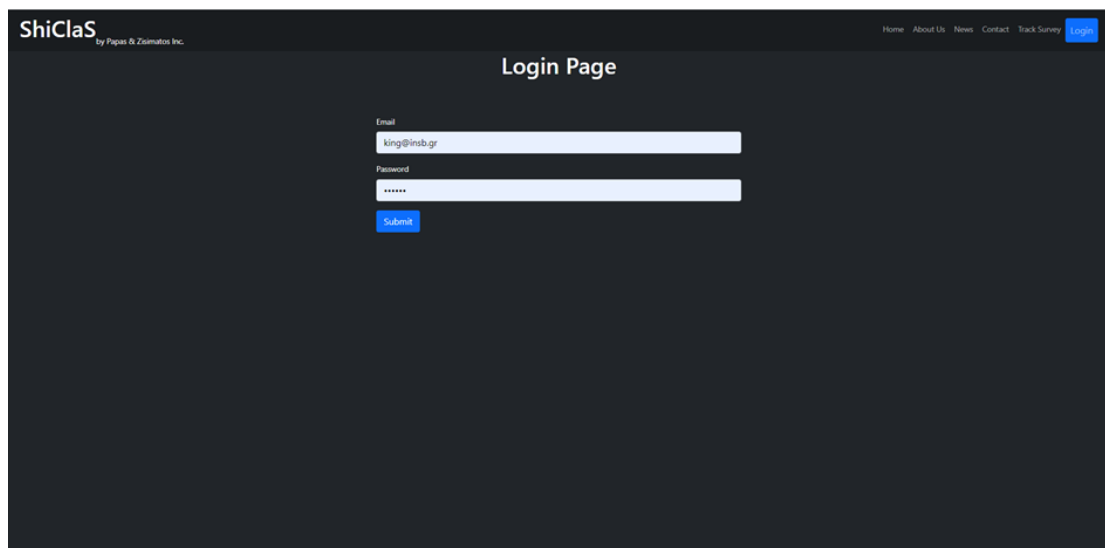 ShiClaS by Papas & Zisimatos Inc.
Home About Us News Contact Track Survey Login
Login Page
Email
king@insb.gr
Password
••••••
Submit